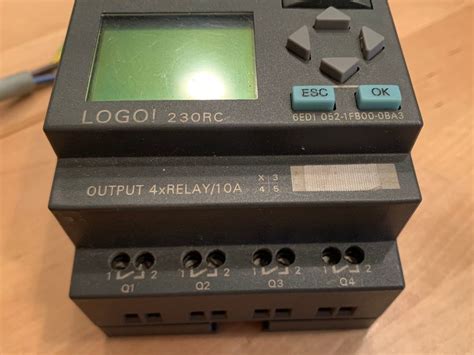 ESC OK
LOGO! 230RC
6ED1 052-1FB00-0BA3
OUTPUT 4xRELAY/10A
X 3
4 5
1 2 1 2 1 2 1 2
Q1 Q2 Q3 Q4